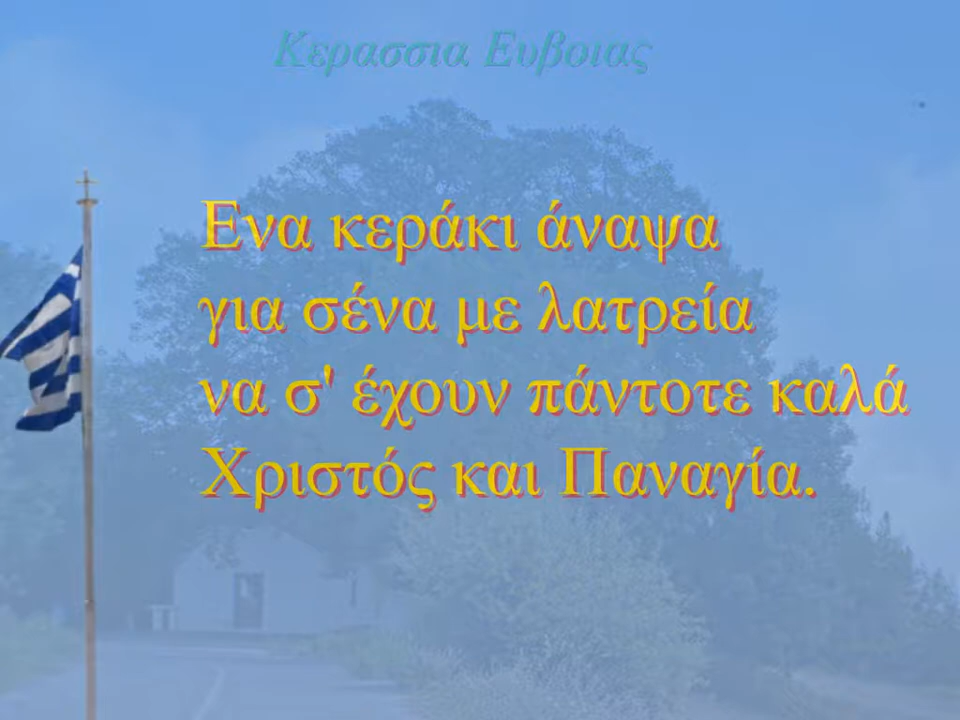 Κερασσια Ευβοιας
Ενα κεράκι άναψα
για σένα με λατρεία
να σ' έχουν πάντοτε καλά
Χριστός και Παναγία.